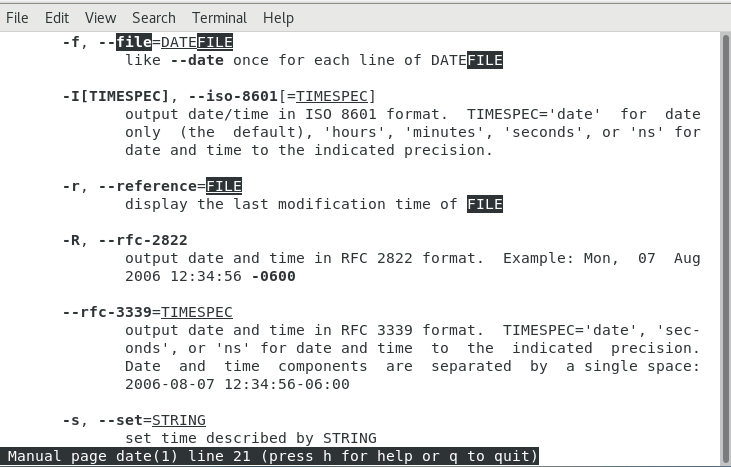 File Edit View Search Terminal Help
-f, --file=DATEFILE
like --date once for each line of DATEFILE
-I[TIMESPEC], --iso-8601[=TIMESPEC]
output date/time in ISO 8601 format. TIMESPEC='date' for date
only (the default), 'hours', 'minutes', 'seconds', or 'ns' for
date and time to the indicated precision.
-r, --reference=FILE
display the last modification time of FILE
-R, --rfc-2822
output date and time in RFC 2822 format. Example: Mon, 07 Aug
2006 12:34:56 -0600
--rfc-3339=TIMESPEC
output date and time in RFC 3339 format. TIMESPEC='date', 'sec-
onds', or 'ns' for date and time to the indicated precision.
Date and time components are separated by a single space:
2006-08-07 12:34:56-06:00
-s, --set=STRING
set time described by STRING
Manual page date(1) line 21 (press h for help or q to quit)